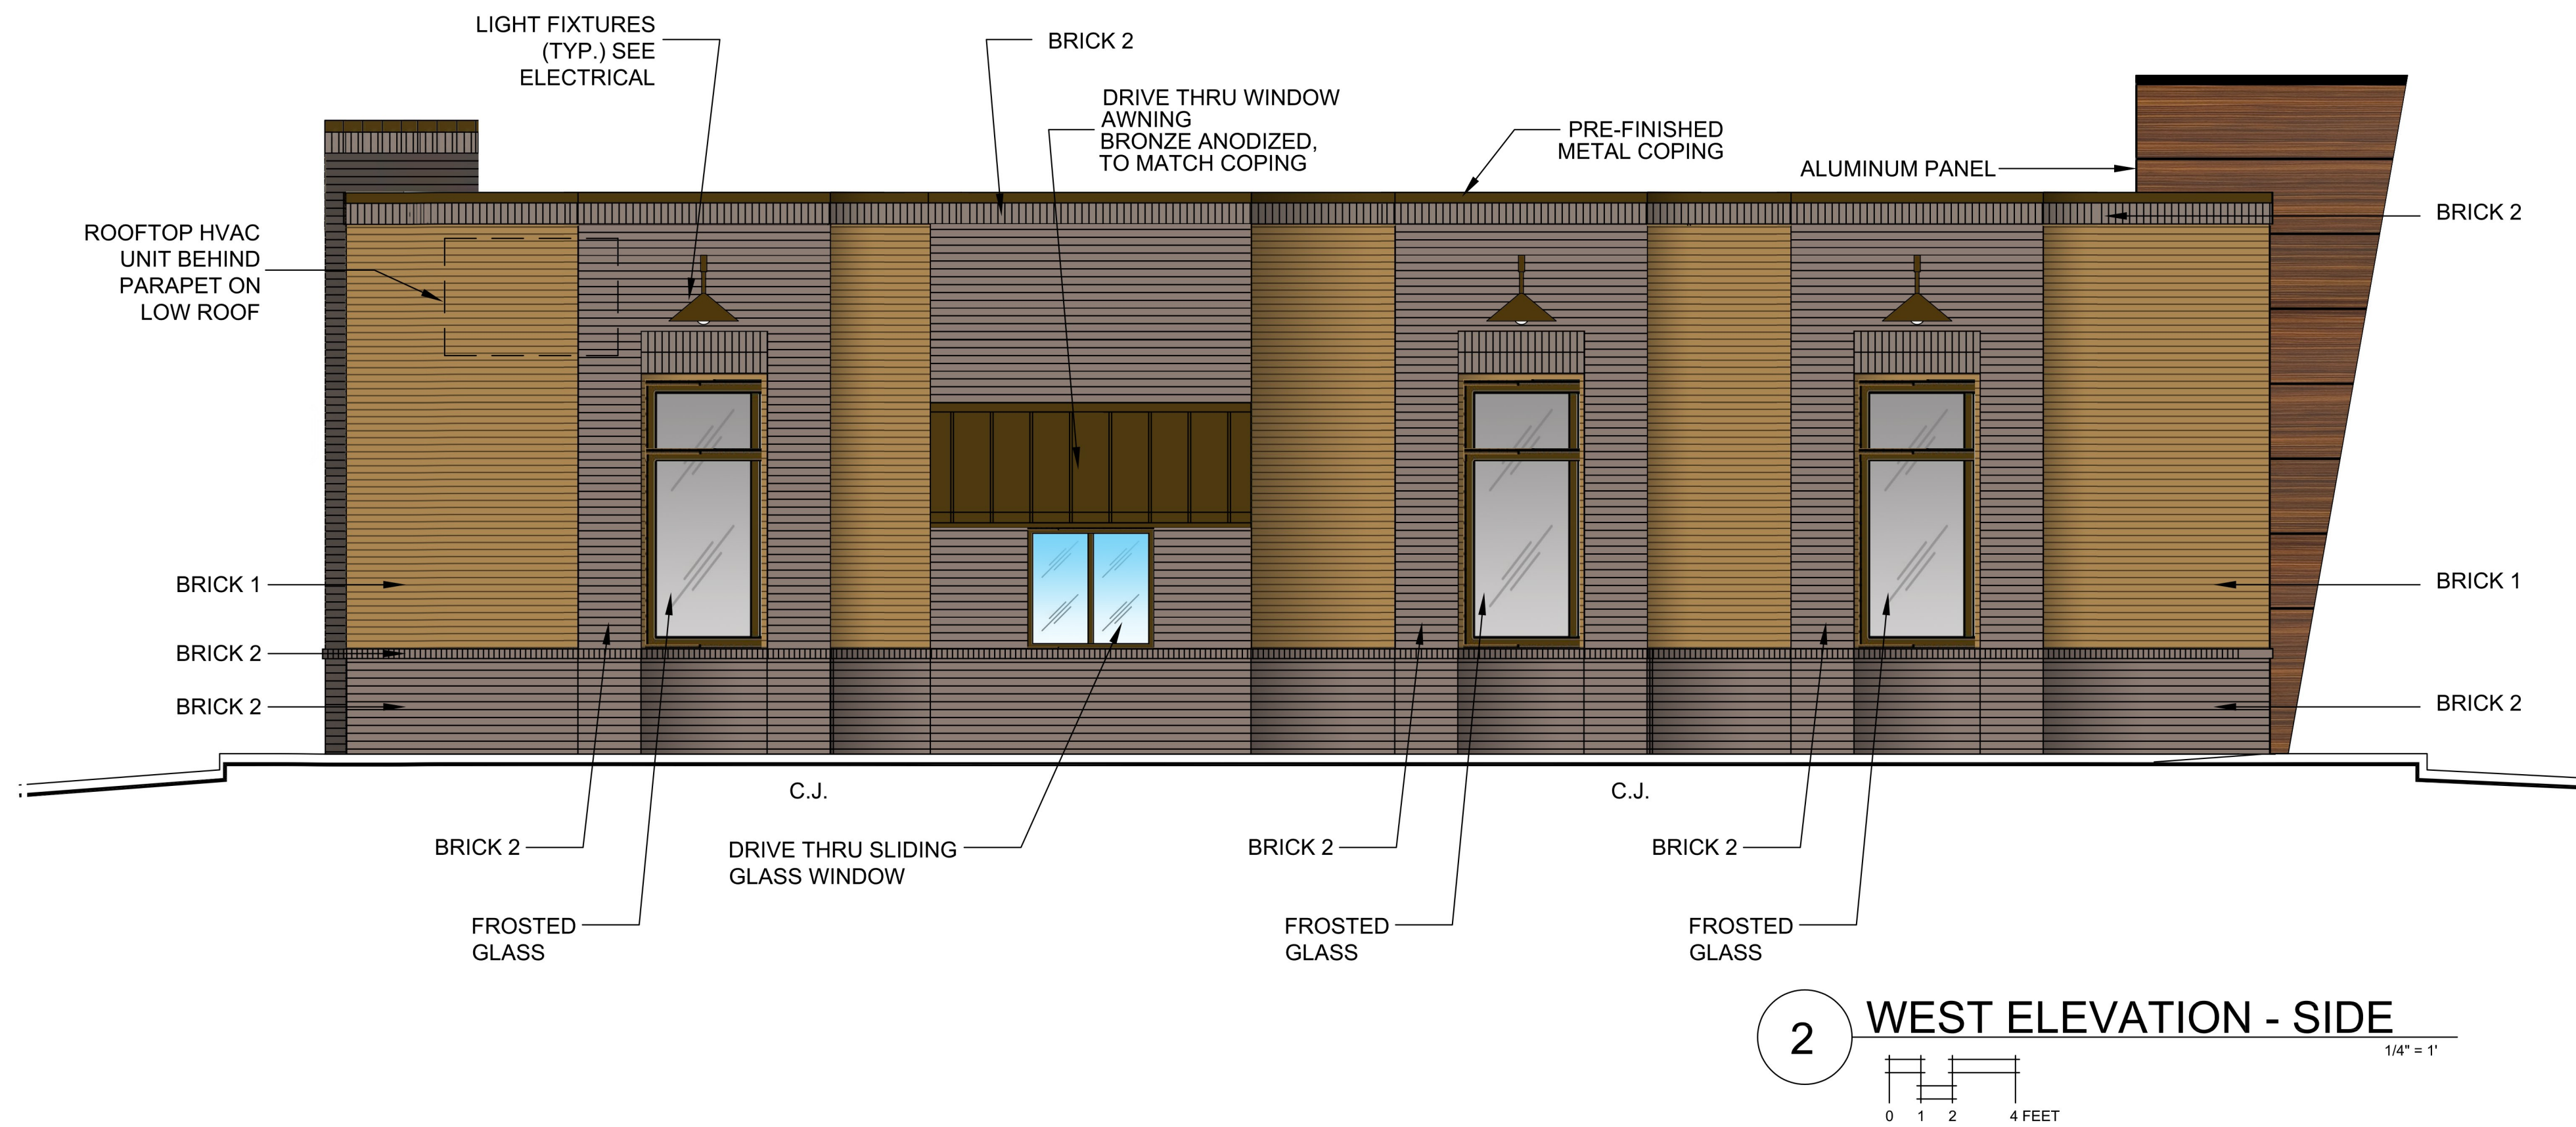 LIGHT FIXTURES
(TYP.) SEE
ELECTRICAL
BRICK 2
DRIVE THRU WINDOW
AWNING
BRONZE ANODIZED,
TO MATCH COPING
PRE-FINISHED
METAL COPING
ALUMINUM PANEL
BRICK 2
ROOFTOP HVAC
UNIT BEHIND
PARAPET ON
LOW ROOF
BRICK 1
BRICK 1
BRICK 2
BRICK 2
BRICK 2
C.J.
C.J.
BRICK 2
DRIVE THRU SLIDING
GLASS WINDOW
BRICK 2
BRICK 2
FROSTED
GLASS
FROSTED
GLASS
FROSTED
GLASS
2
WEST ELEVATION - SIDE
1/4" = 1'
0 1 2 4 FEET